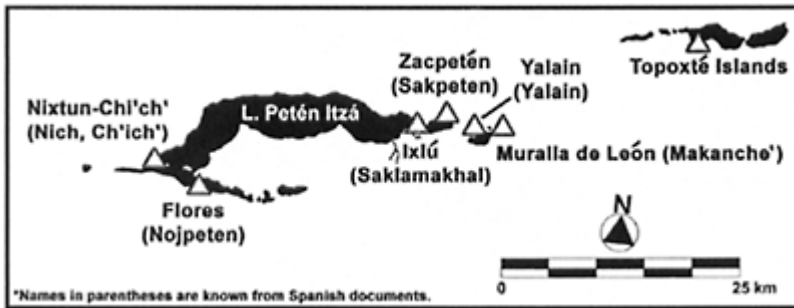 Zacpetén
(Sakpeten)
Yalain
(Yalain)
Topoxté Islands
Nixtun-Chi'ch'
(Nich, Ch'ich')
L. Petén Itzá
Ixlú
(Saklamakhal)
Muralla de León (Makanche')
Flores
(Nojpeten)
N
0
25 km
*Names in parentheses are known from Spanish documents.